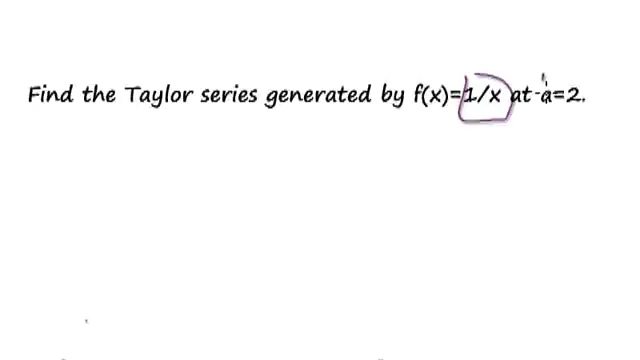 Find the Taylor series generated by f(x)=1/x at a=2.